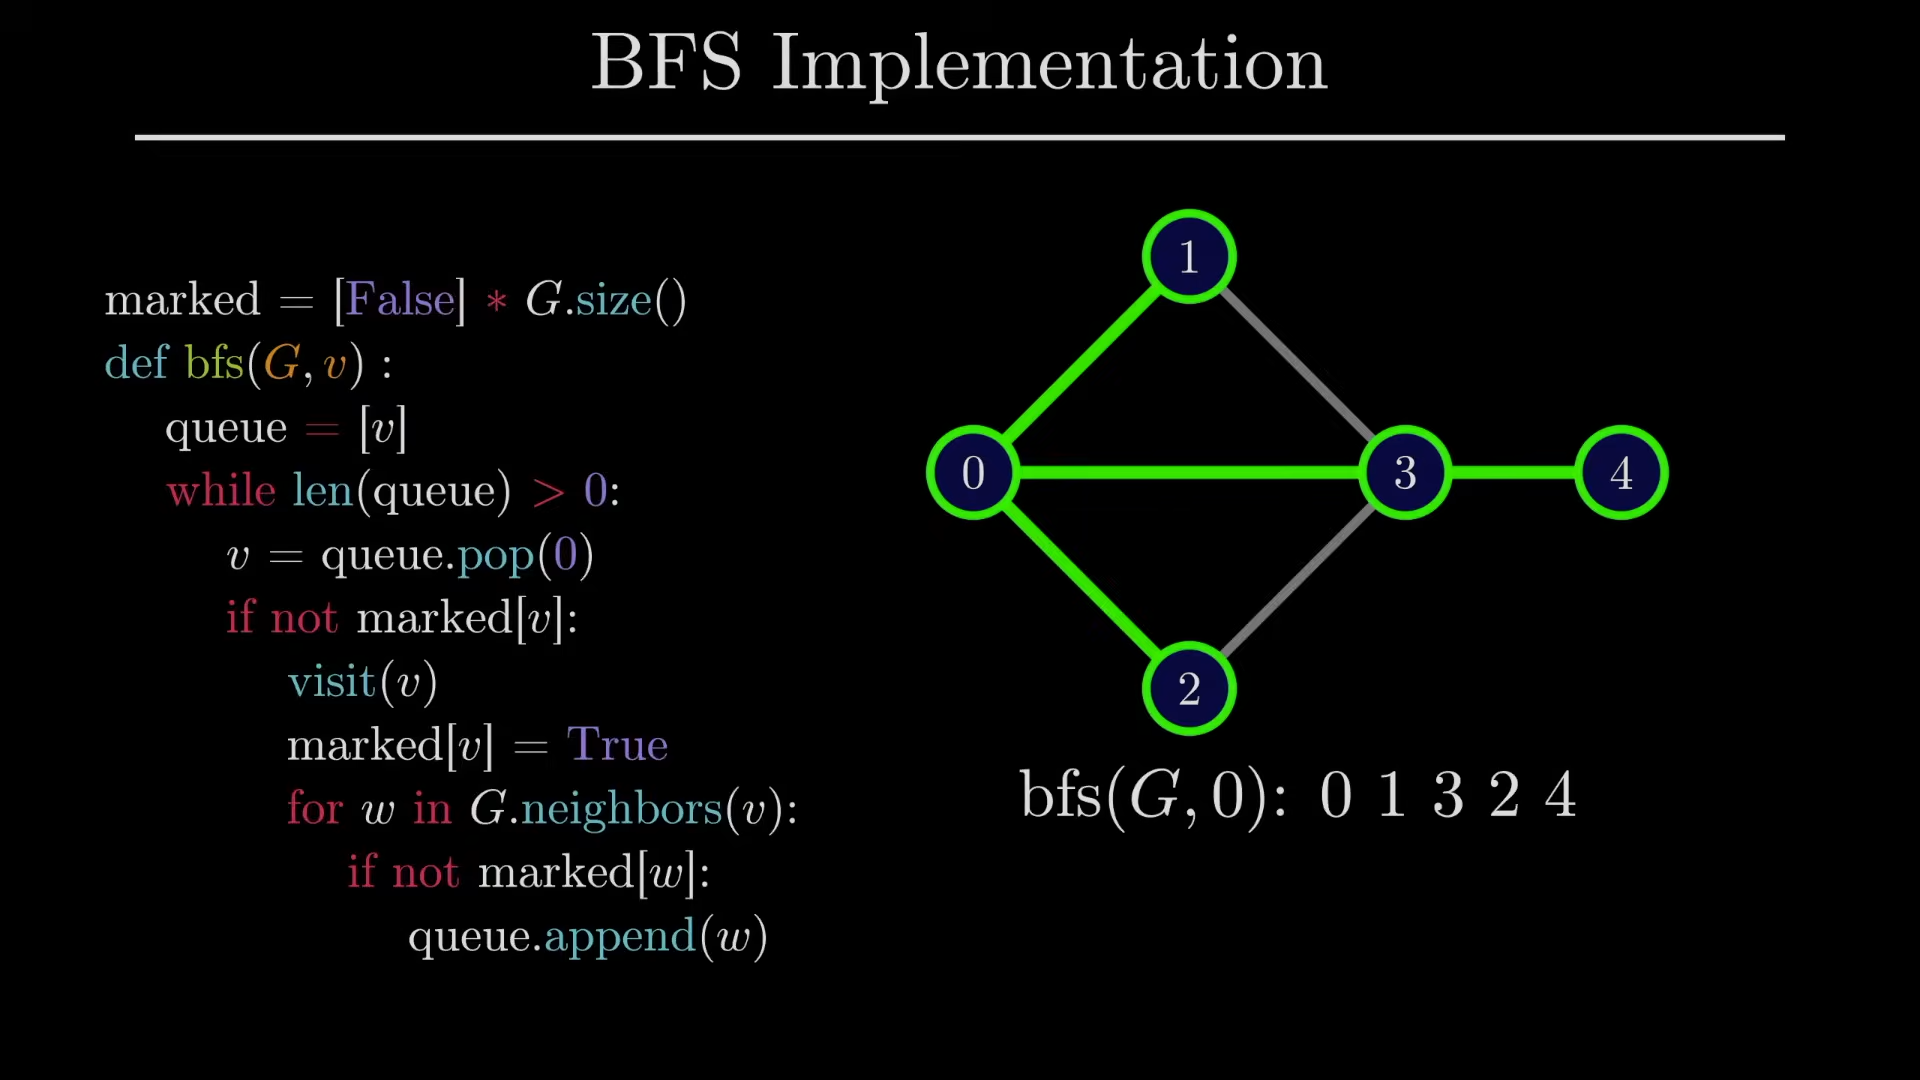 BFS Implementation
marked = [False] * G.size()
def bfs(G, v) :
queue = [v]
while len(queue) > 0:
v = queue.pop(0)
if not marked[v]:
visit(v)
marked[v] = True
for w in G.neighbors(v):
if not marked[w]:
queue.append(w)
1
0
3
4
2
bfs(G, 0): 0 1 3 2 4